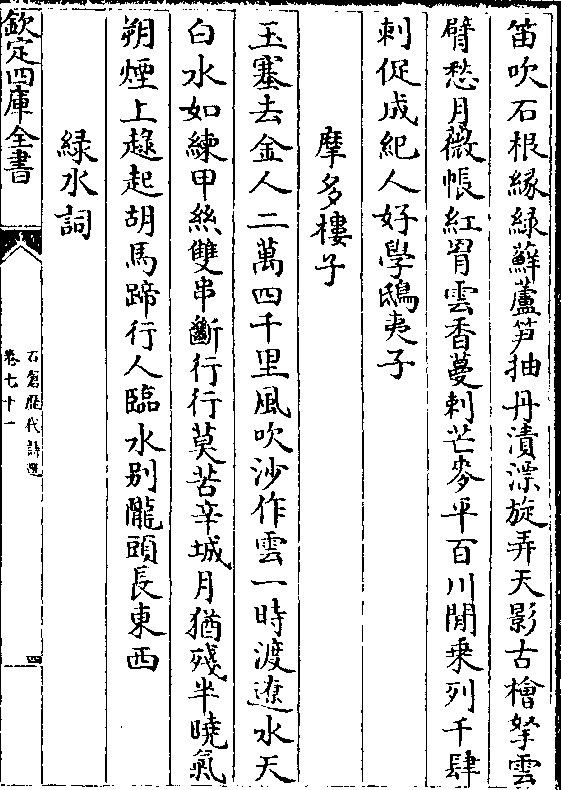 笛吹石根緣綠蘚蘆笋抽丹漬漂旋弄天影古檜拏雲
臂愁月薇帳紅罥雲香蔓刺芒麥平百川閒乗列千肆
刺促成紀人好學鴟夷子
摩多樓子
玉塞去金人二萬四千里風吹沙作雲一時渡遼水天
白水如練甲絲雙串斷行行莫苦辛城月猶殘半曉氣
朔煙上趢起胡馬蹄行人臨水别隴頭長東西
緑水詞
欽定四庫全書
石倉歷代詩選
卷七十一
四